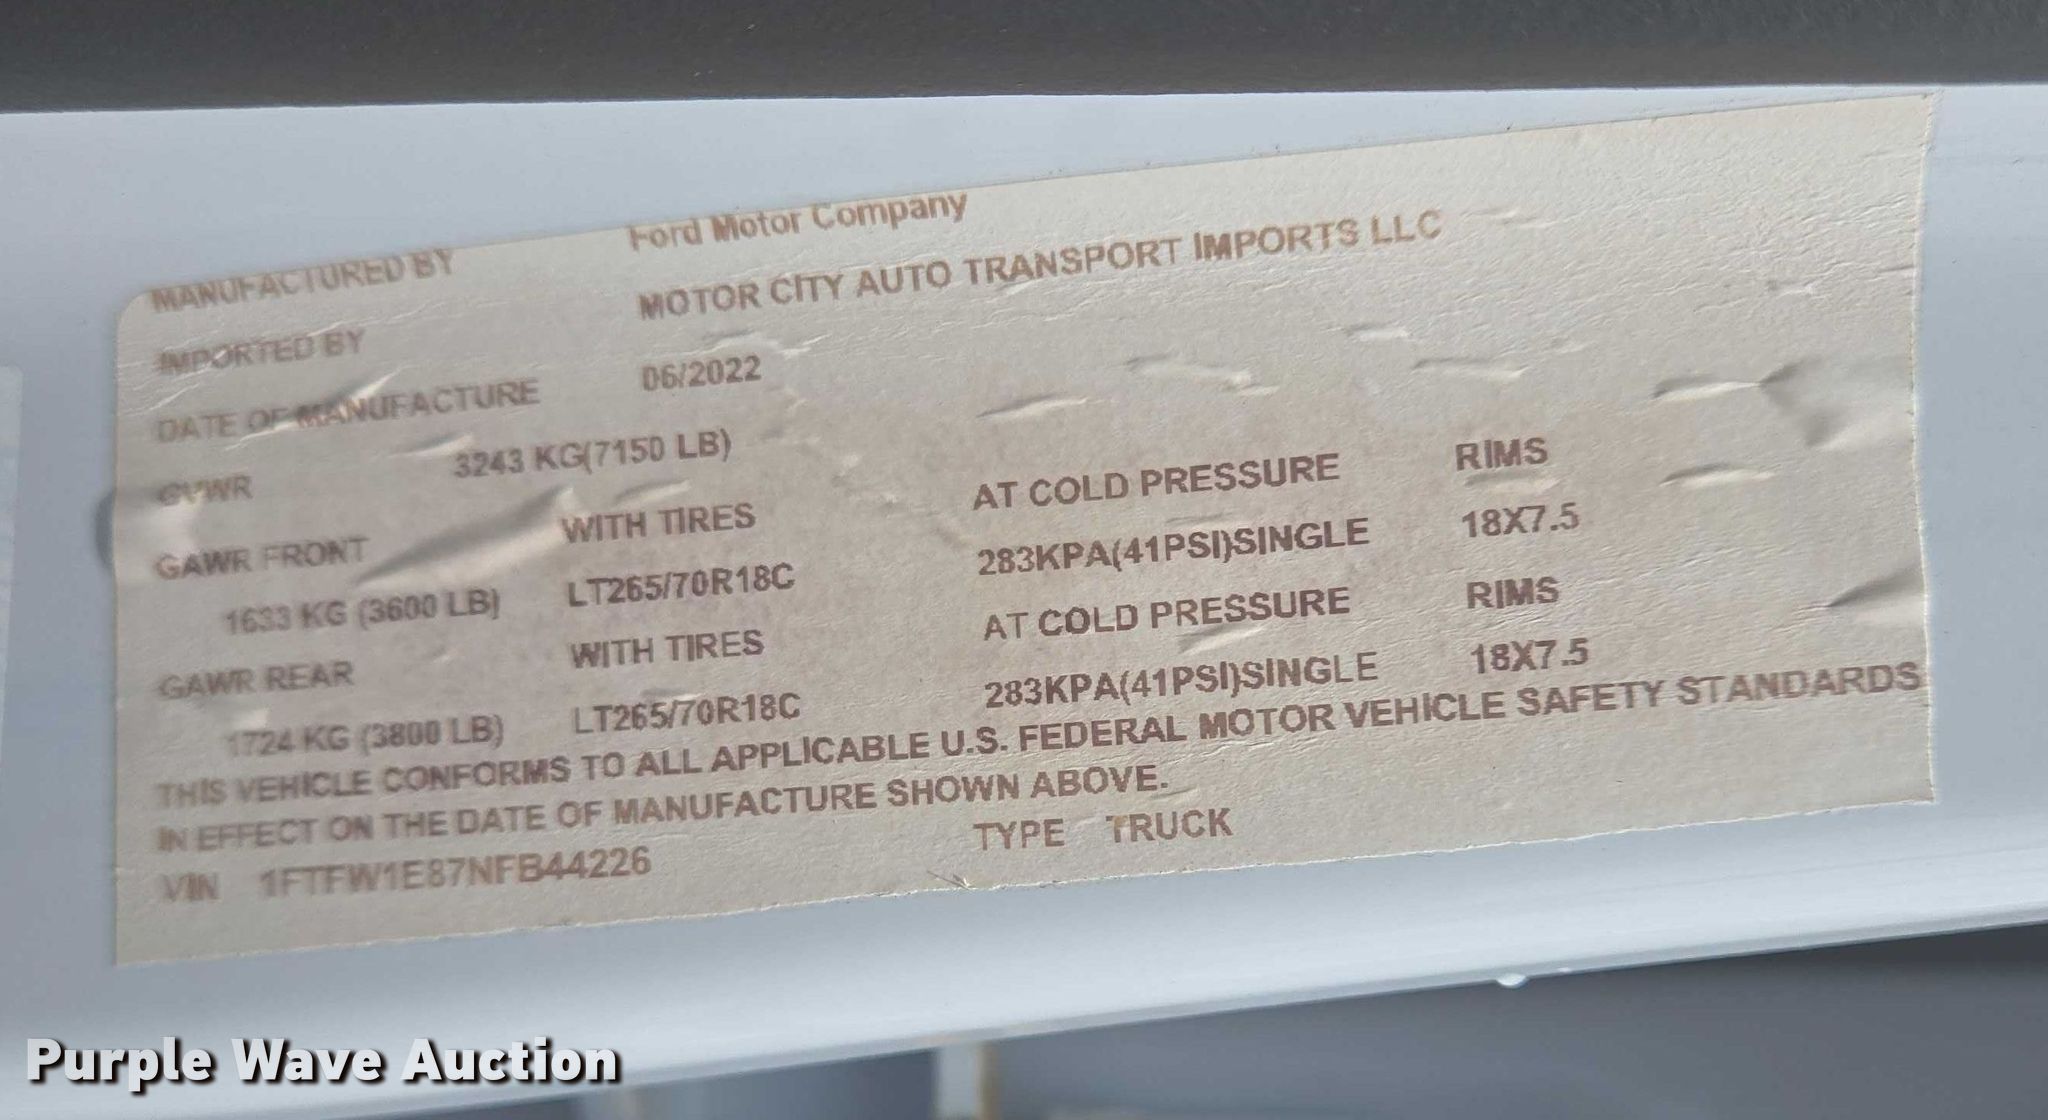 MANUFACTURED BY Ford Motor Company
IMPORTED BY MOTOR CITY AUTO TRANSPORT IMPORTS LLC
DATE OF MANUFACTURE 06/2022
GVWR 3243 KG(7150 LB)
GAWR FRONT WITH TIRES AT COLD PRESSURE RIMS
1633 KG (3600 LB) LT265/70R18C 283KPA(41PSI)SINGLE 18X7.5
GAWR REAR WITH TIRES AT COLD PRESSURE RIMS
1724 KG (3800 LB) LT265/70R18C 283KPA(41PSI)SINGLE 18X7.5
THIS VEHICLE CONFORMS TO ALL APPLICABLE U.S. FEDERAL MOTOR VEHICLE SAFETY STANDARDS
IN EFFECT ON THE DATE OF MANUFACTURE SHOWN ABOVE.
VIN 1FTFW1E87NFB44226 TYPE TRUCK
Purple Wave Auction